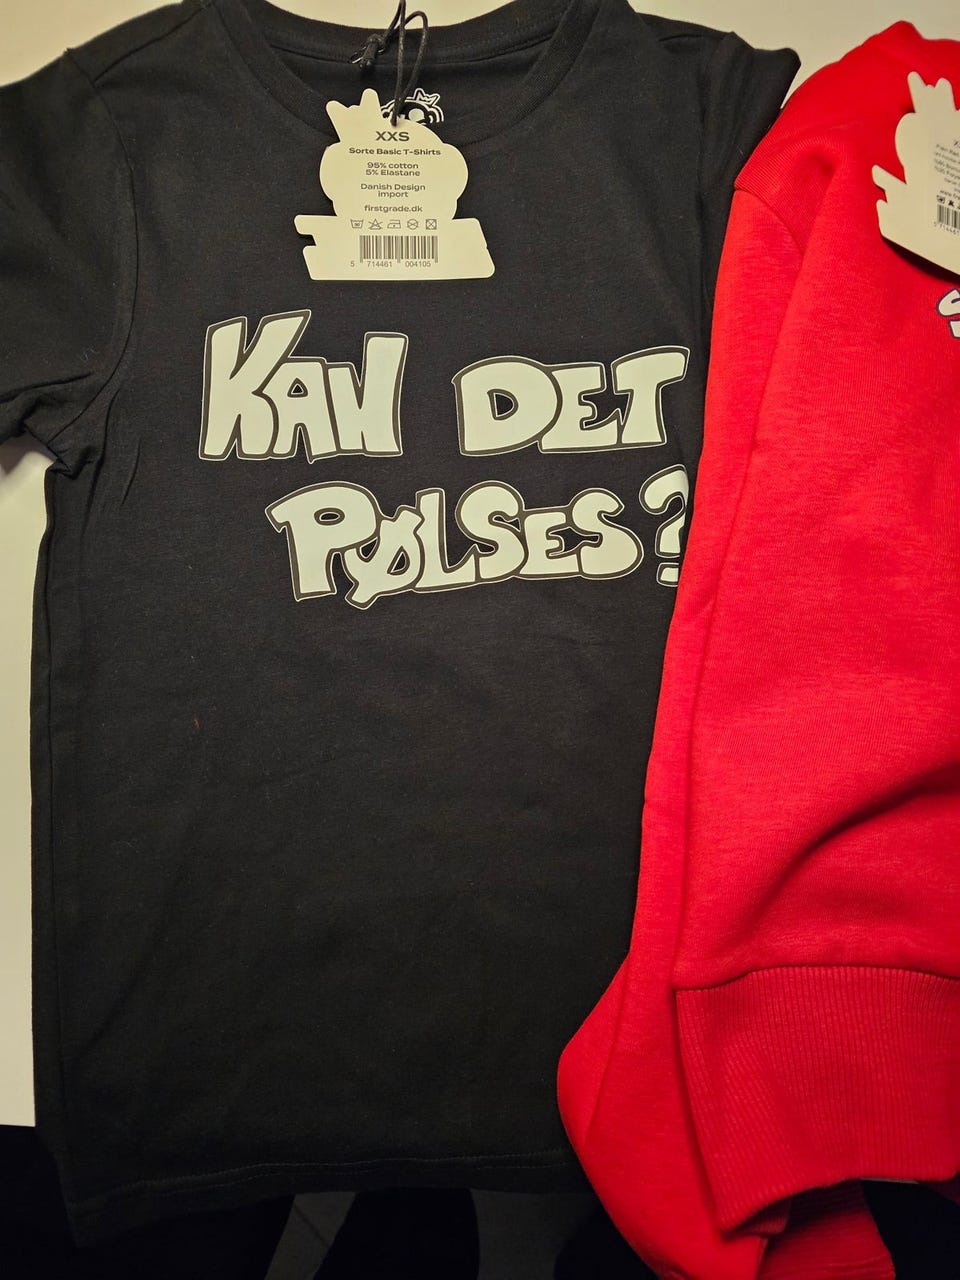 XXS
Sorte Basic T-Shirts
95% cotton
5% Elastane
Danish Design
import
firstgrade.dk
5 714461 004105
KAN DET
PØLSES?